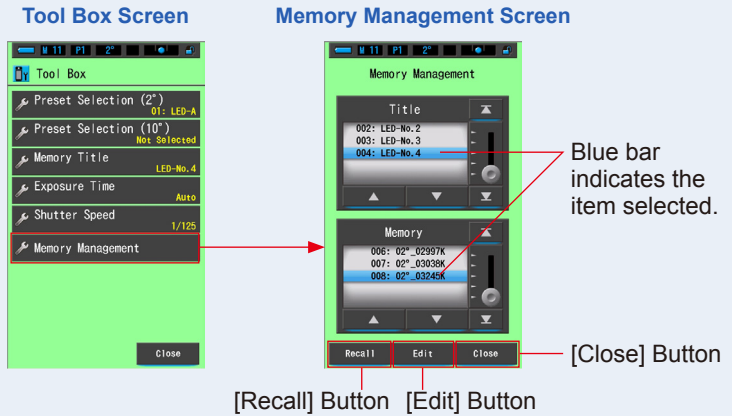 Tool Box Screen
Memory Management Screen
M 11 P1 2°
Tool Box
Preset Selection (2°)
01: LED-A
Preset Selection (10°)
Not Selected
Memory Title
LED-No.4
Exposure Time
Auto
Shutter Speed
1/125
Memory Management
Close
M 11 P1 2°
Memory Management
Title
002: LED-No.2
003: LED-No.3
004: LED-No.4
Memory
006: 02°_02997K
007: 02°_03038K
008: 02°_03245K
Recall Edit Close
Blue bar
indicates the
item selected.
[Close] Button
[Recall] Button [Edit] Button